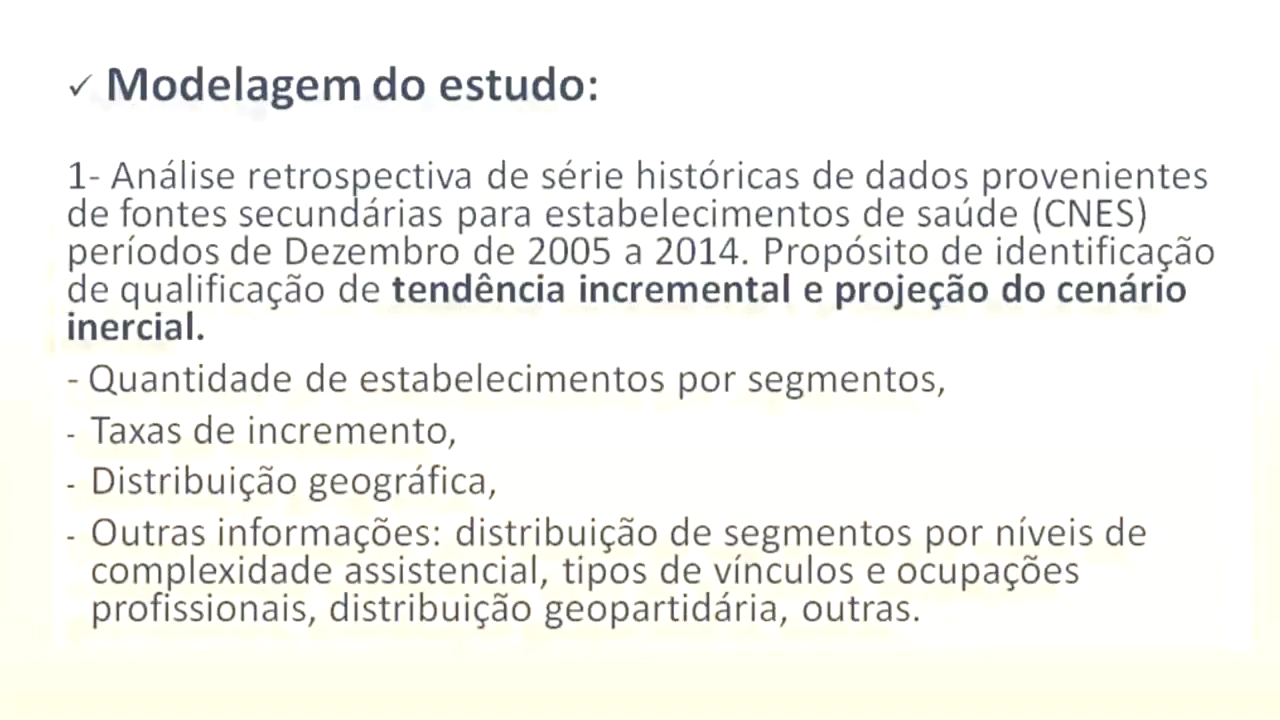 ✓ Modelagem do estudo:
1- Análise retrospectiva de série históricas de dados provenientes
de fontes secundárias para estabelecimentos de saúde (CNES)
períodos de Dezembro de 2005 a 2014. Propósito de identificação
de qualificação de tendência incremental e projeção do cenário
inercial.
- Quantidade de estabelecimentos por segmentos,
- Taxas de incremento,
- Distribuição geográfica,
- Outras informações: distribuição de segmentos por níveis de
complexidade assistencial, tipos de vínculos e ocupações
profissionais, distribuição geopartidária, outras.